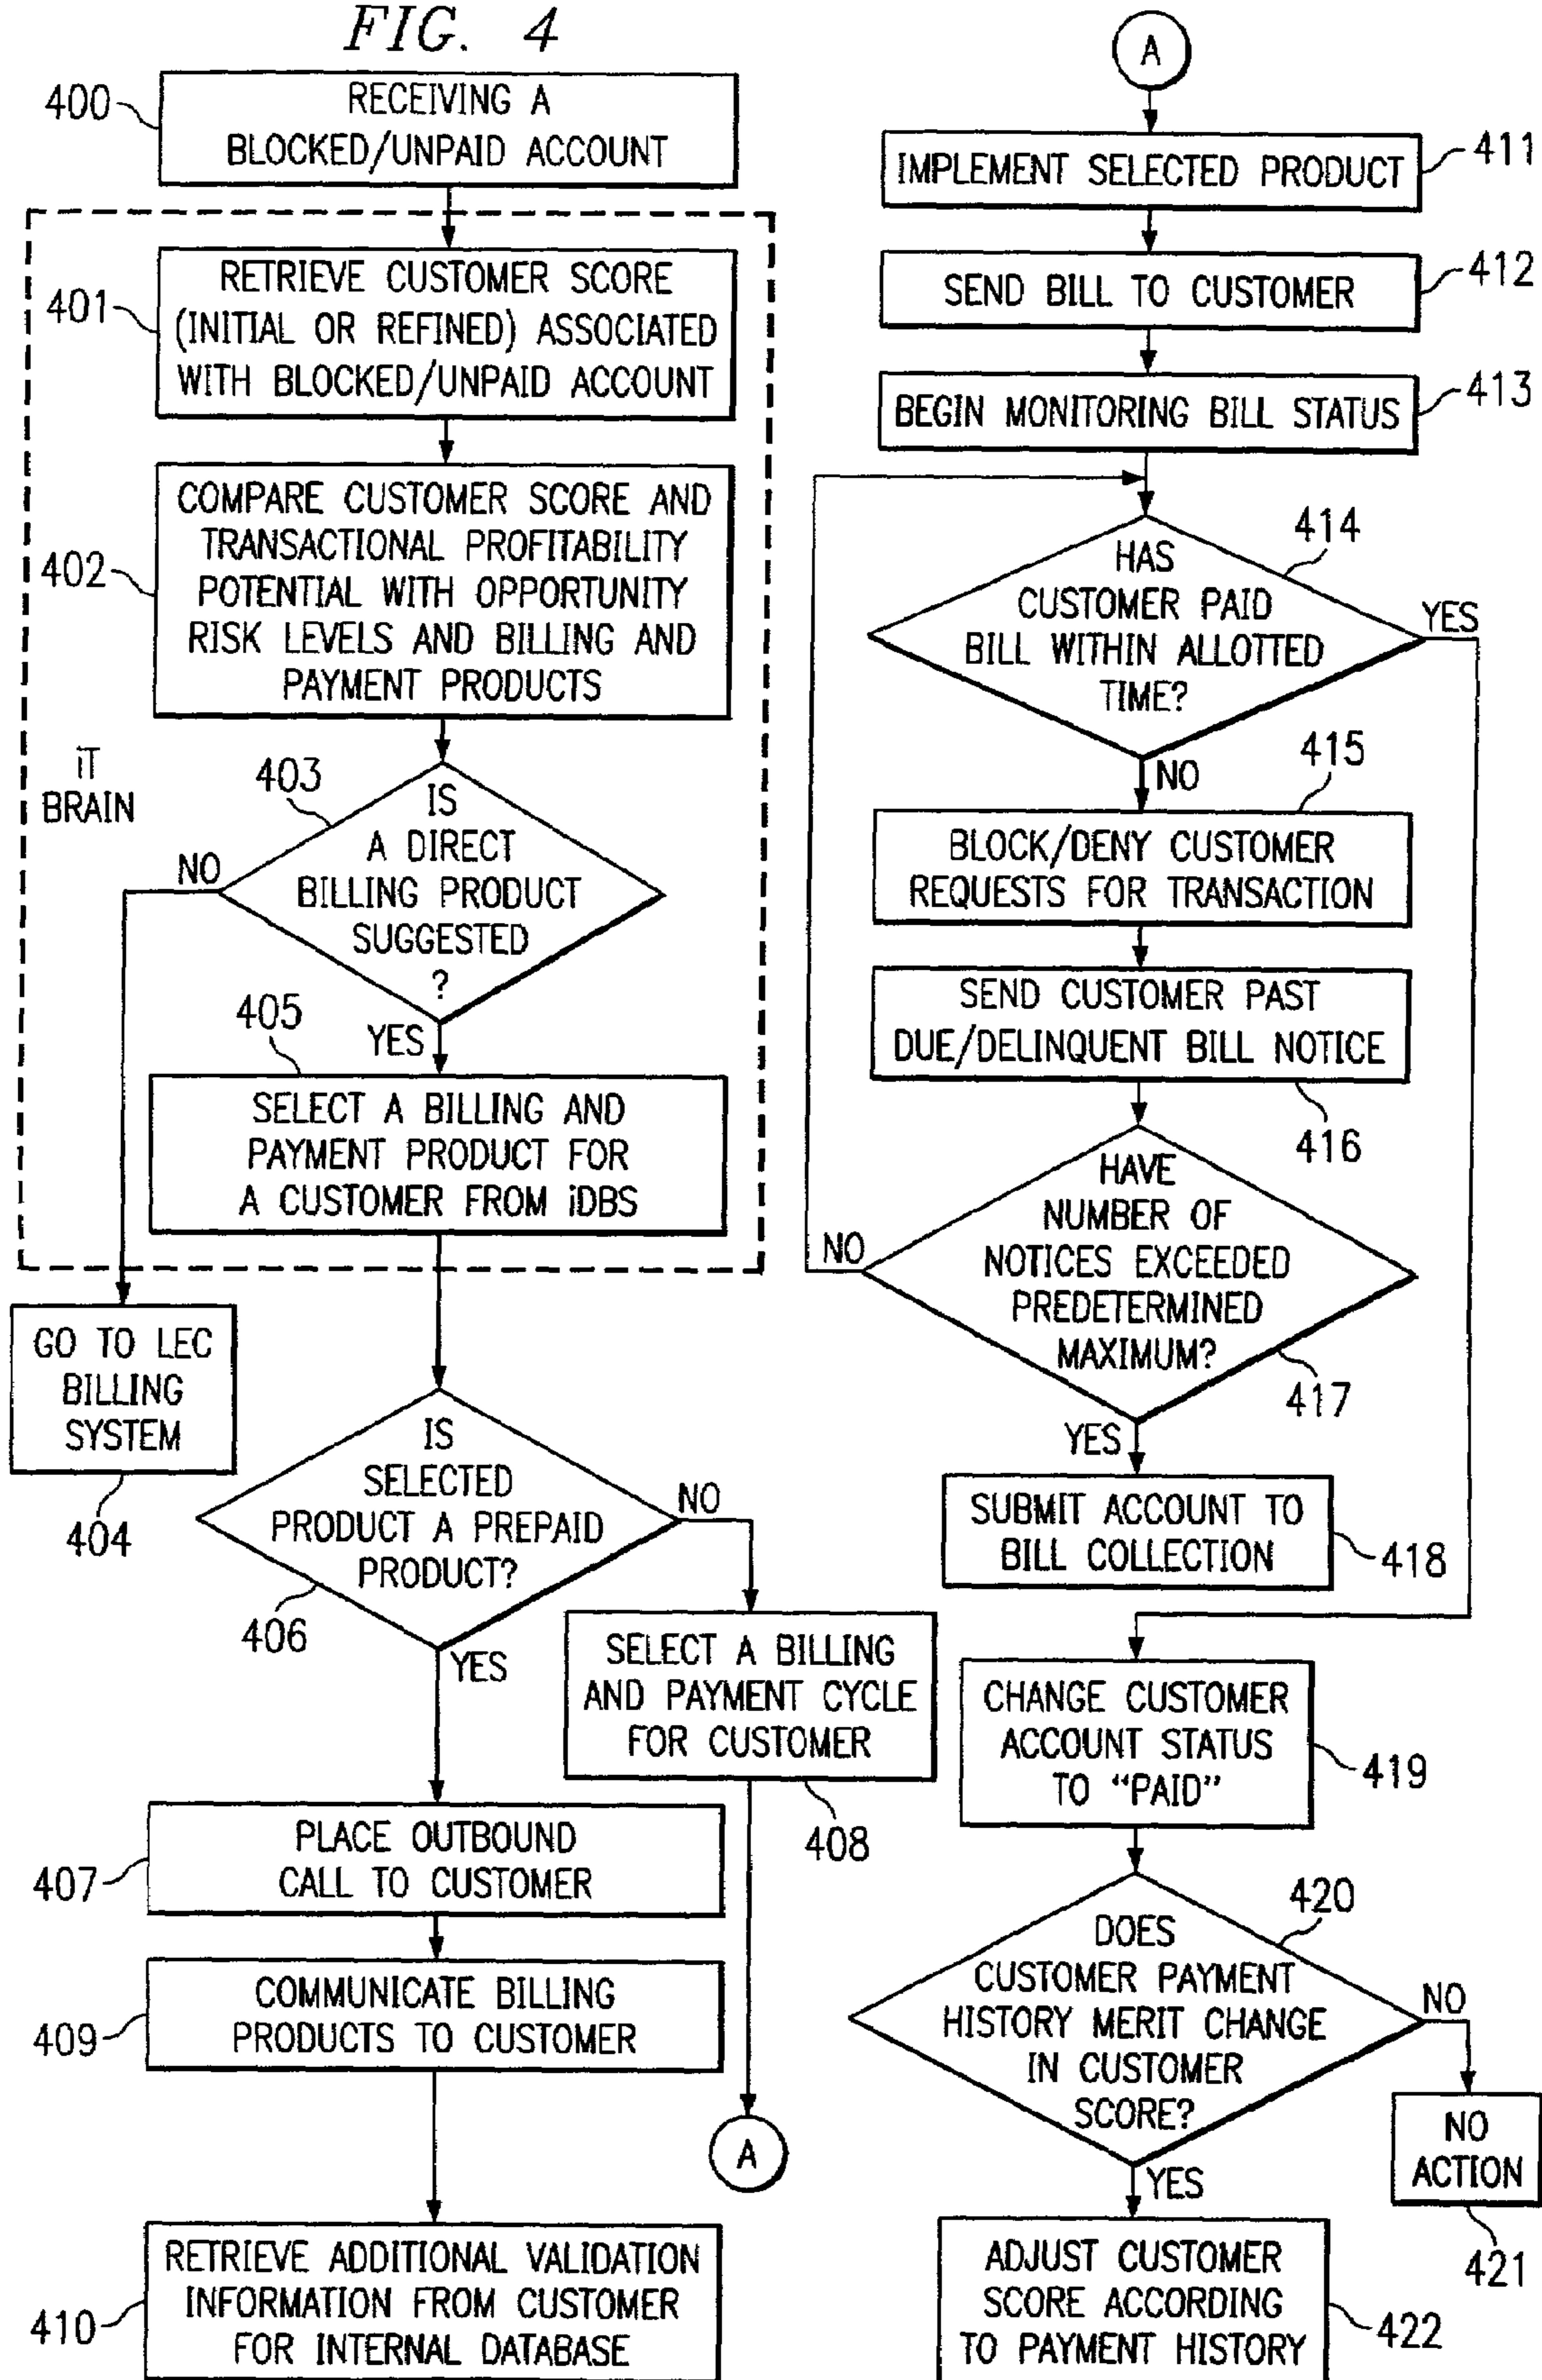 FIG. 4
400
RECEIVING A
BLOCKED/UNPAID ACCOUNT
401
RETRIEVE CUSTOMER SCORE
(INITIAL OR REFINED) ASSOCIATED
WITH BLOCKED/UNPAID ACCOUNT
402
COMPARE CUSTOMER SCORE AND
TRANSACTIONAL PROFITABILITY
POTENTIAL WITH OPPORTUNITY
RISK LEVELS AND BILLING AND
PAYMENT PRODUCTS
iT
BRAIN
403
IS
A DIRECT
BILLING PRODUCT
SUGGESTED
?
NO
YES
405
SELECT A BILLING AND
PAYMENT PRODUCT FOR
A CUSTOMER FROM iDBS
GO TO LEC
BILLING
SYSTEM
404
IS
SELECTED
PRODUCT A PREPAID
PRODUCT?
406
NO
YES
SELECT A BILLING
AND PAYMENT CYCLE
FOR CUSTOMER
408
407
PLACE OUTBOUND
CALL TO CUSTOMER
409
COMMUNICATE BILLING
PRODUCTS TO CUSTOMER
A
410
RETRIEVE ADDITIONAL VALIDATION
INFORMATION FROM CUSTOMER
FOR INTERNAL DATABASE
A
IMPLEMENT SELECTED PRODUCT
411
SEND BILL TO CUSTOMER
412
BEGIN MONITORING BILL STATUS
413
414
HAS
CUSTOMER PAID
BILL WITHIN ALLOTTED
TIME?
YES
NO
415
BLOCK/DENY CUSTOMER
REQUESTS FOR TRANSACTION
SEND CUSTOMER PAST
DUE/DELINQUENT BILL NOTICE
416
HAVE
NUMBER OF
NOTICES EXCEEDED
PREDETERMINED
MAXIMUM?
417
NO
YES
SUBMIT ACCOUNT TO
BILL COLLECTION
418
CHANGE CUSTOMER
ACCOUNT STATUS
TO “PAID”
419
420
DOES
CUSTOMER PAYMENT
HISTORY MERIT CHANGE
IN CUSTOMER
SCORE?
NO
YES
NO
ACTION
421
ADJUST CUSTOMER
SCORE ACCORDING
TO PAYMENT HISTORY
422